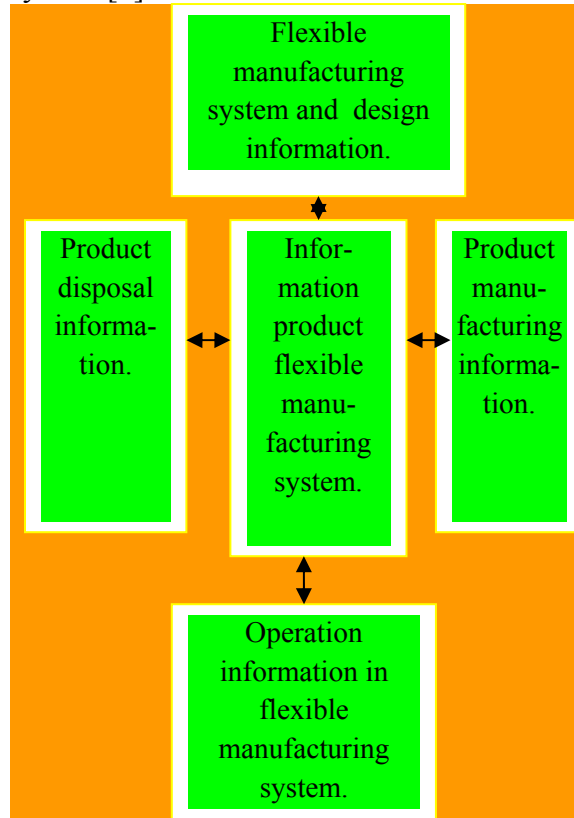 Flexible
manufacturing
system and design
information.
Product
disposal
informa-
tion.
Infor-
mation
product
flexible
manu-
facturing
system.
Product
manu-
facturing
informa-
tion.
Operation
information in
flexible
manufacturing
system.